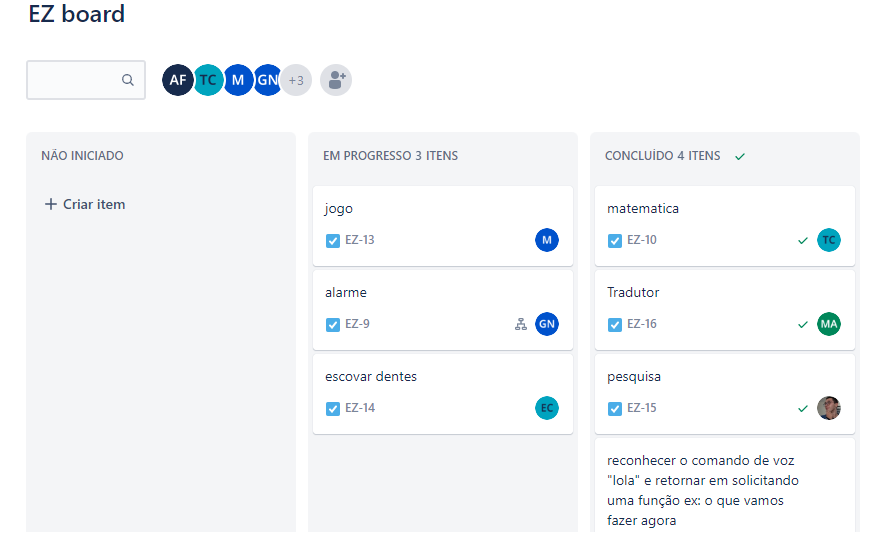 EZ board
AF TC M GN +3
NÃO INICIADO
+ Criar item
EM PROGRESSO 3 ITENS
jogo
EZ-13 M
alarme
EZ-9 GN
escovar dentes
EZ-14 EC
CONCLUÍDO 4 ITENS
matematica
EZ-10 TC
Tradutor
EZ-16 MA
pesquisa
EZ-15
reconhecer o comando de voz
"lola" e retornar em solicitando
uma função ex: o que vamos
fazer agora